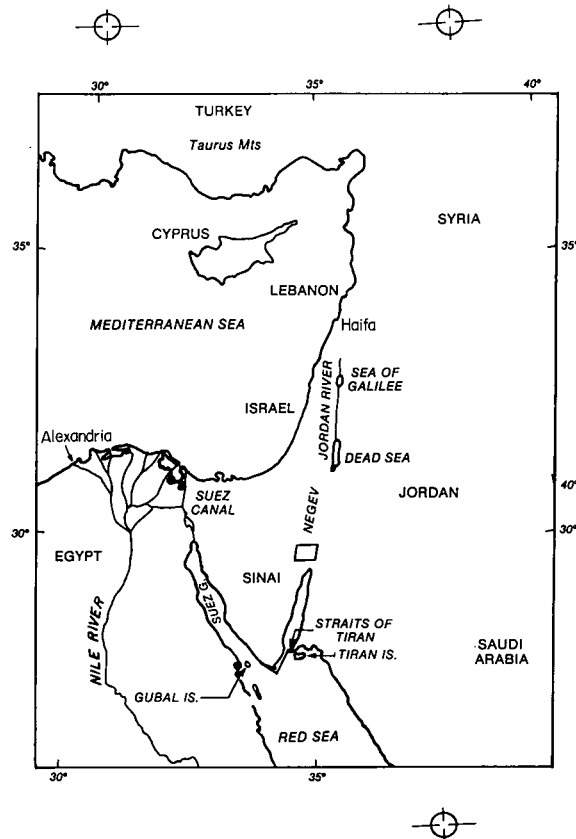 30°
35°
40°
TURKEY
Taurus Mts
SYRIA
CYPRUS
35°
35°
LEBANON
MEDITERRANEAN SEA
Haifa
SEA OF
GALILEE
JORDAN RIVER
ISRAEL
Alexandria
DEAD SEA
SUEZ
CANAL
JORDAN
40°
NEGEV
30°
30°
EGYPT
SINAI
SUEZ G.
STRAITS OF
TIRAN
NILE RIVER
TIRAN IS.
SAUDI
ARABIA
GUBAL IS.
RED SEA
30°
35°